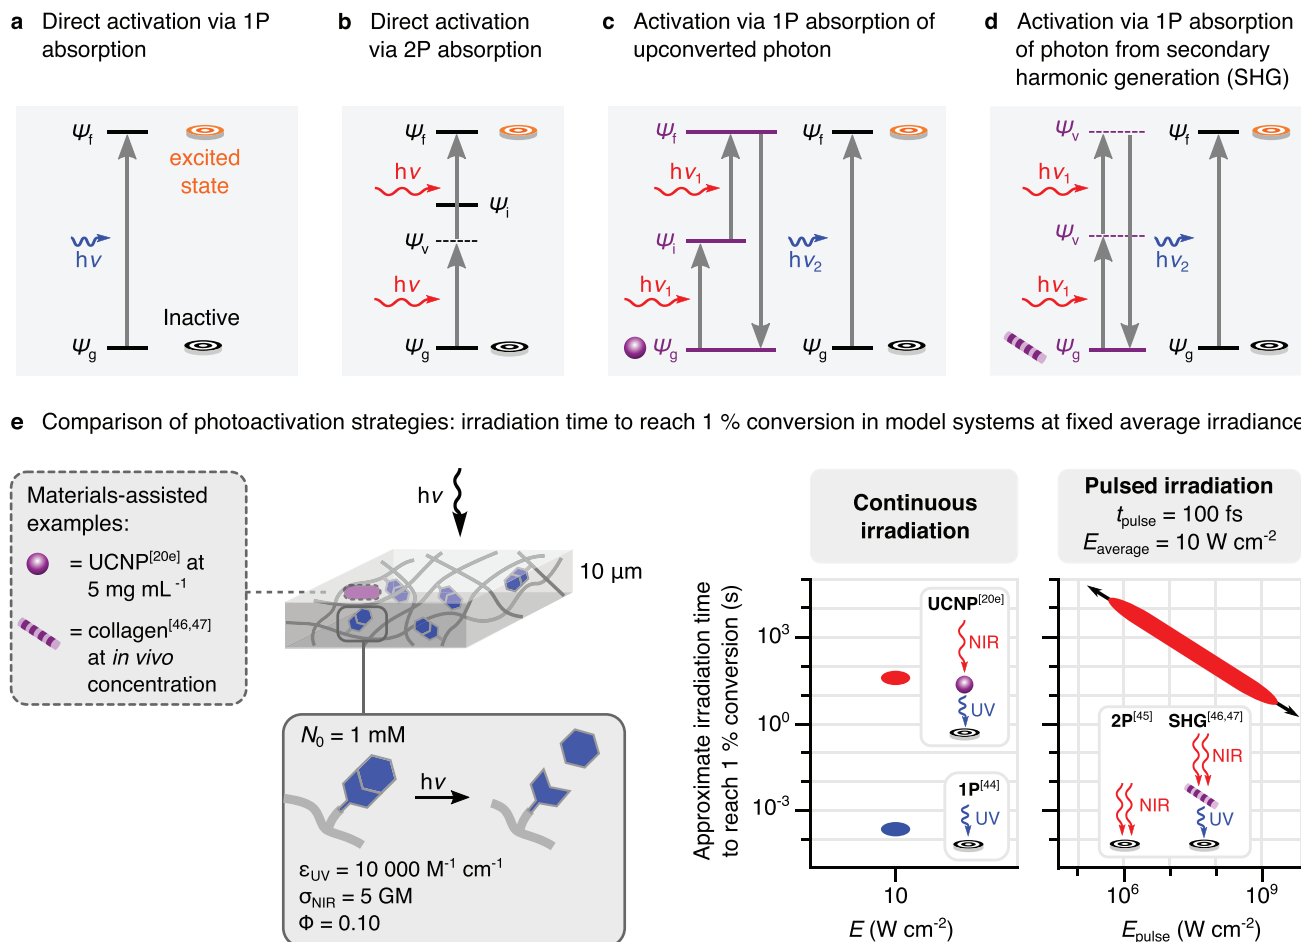 a Direct activation via 1P
absorption
b Direct activation
via 2P absorption
c Activation via 1P absorption of
upconverted photon
d Activation via 1P absorption
of photon from secondary
harmonic generation (SHG)
Ψf
excited
state
hν
Inactive
Ψg
Ψf
hν
Ψi
Ψv
hν
Ψg
Ψf
hν1
Ψi
hν1
Ψg
Ψf
hν2
Ψg
Ψv
hν1
Ψv
hν1
Ψg
Ψf
hν2
Ψg
e Comparison of photoactivation strategies: irradiation time to reach 1 % conversion in model systems at fixed average irradiance
Materials-assisted
examples:
= UCNP[20e] at
5 mg mL-1
= collagen[46,47]
at in vivo
concentration
hν
10 µm
N0 = 1 mM
hν
εUV = 10 000 M-1 cm-1
σNIR = 5 GM
Φ = 0.10
Continuous
irradiation
Pulsed irradiation
tpulse = 100 fs
Eaverage = 10 W cm-2
Approximate irradiation time
to reach 1 % conversion (s)
10^3
10^0
10^-3
UCNP[20e]
NIR
UV
1P[44]
UV
10
E (W cm-2)
2P[45]
NIR
SHG[46,47]
NIR
UV
10^6
10^9
Epulse (W cm-2)